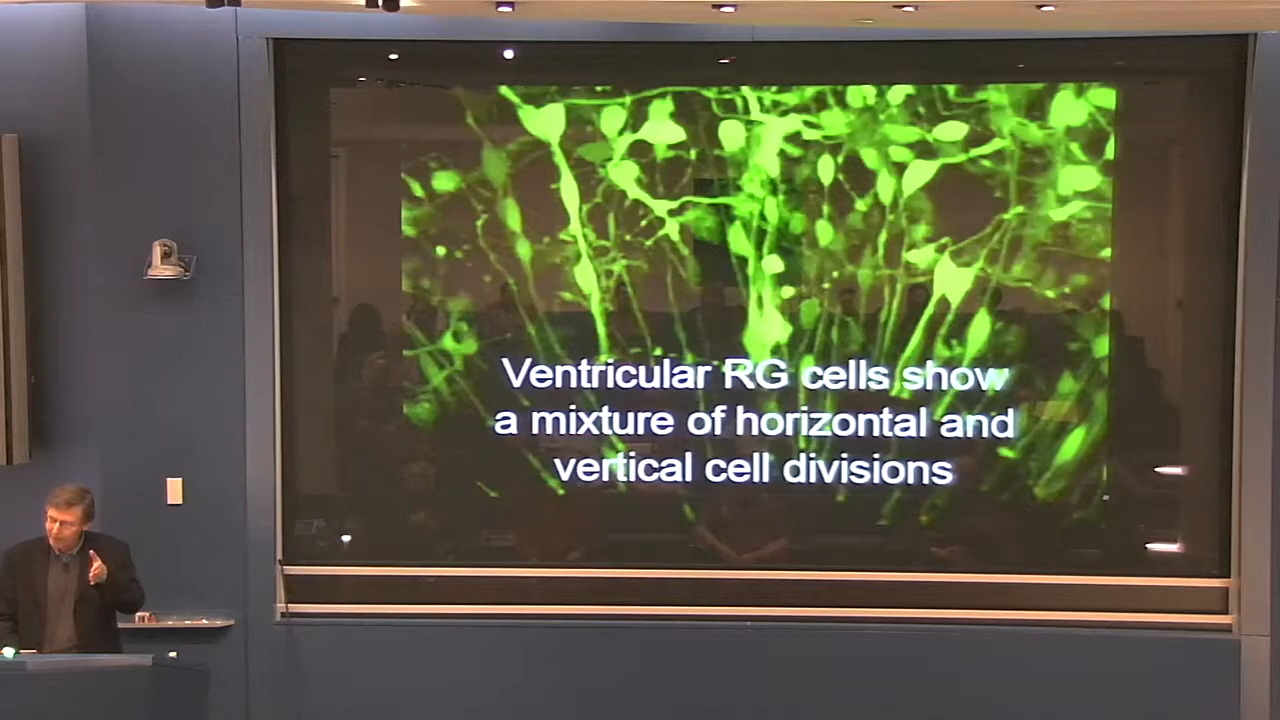 Ventricular RG cells show
a mixture of horizontal and
vertical cell divisions